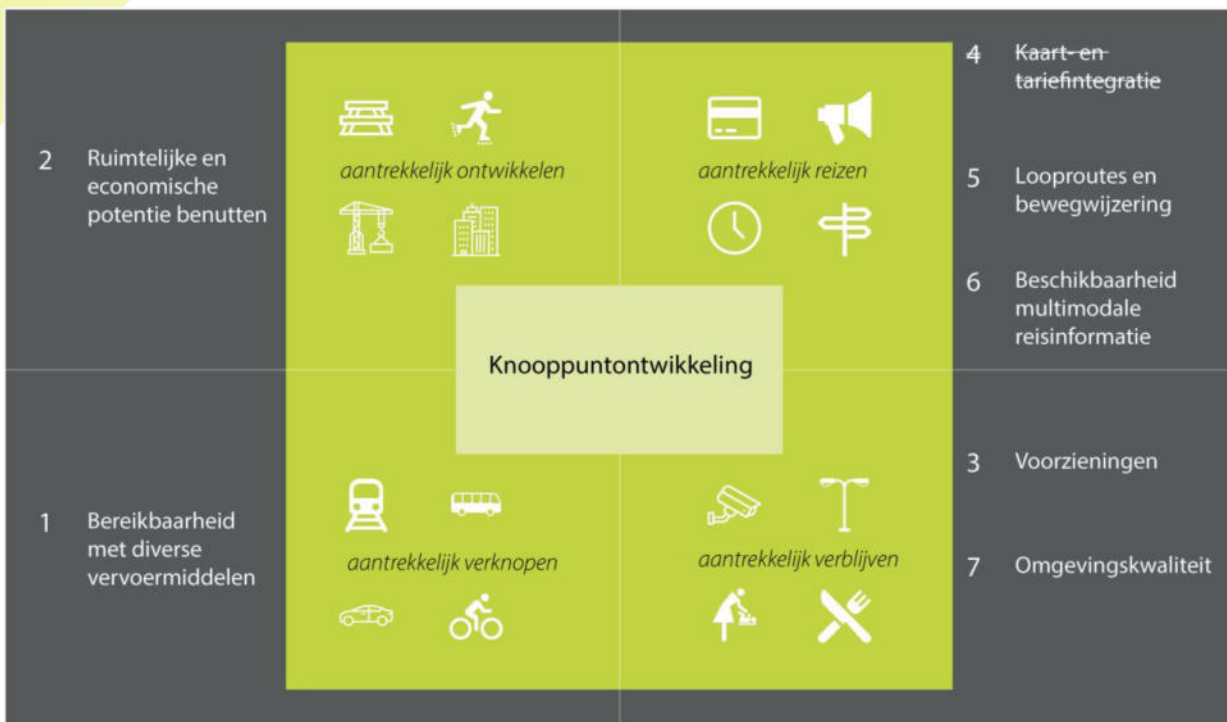 2 Ruimtelijke en
economische
potentie benutten
aantrekkelijk ontwikkelen
aantrekkelijk reizen
4 Kaart- en
tariefintegratie
5 Looproutes en
bewegwijzering
6 Beschikbaarheid
multimodale
reisinformatie
Knooppuntontwikkeling
1 Bereikbaarheid
met diverse
vervoermiddelen
aantrekkelijk verknopen
aantrekkelijk verblijven
3 Voorzieningen
7 Omgevingskwaliteit